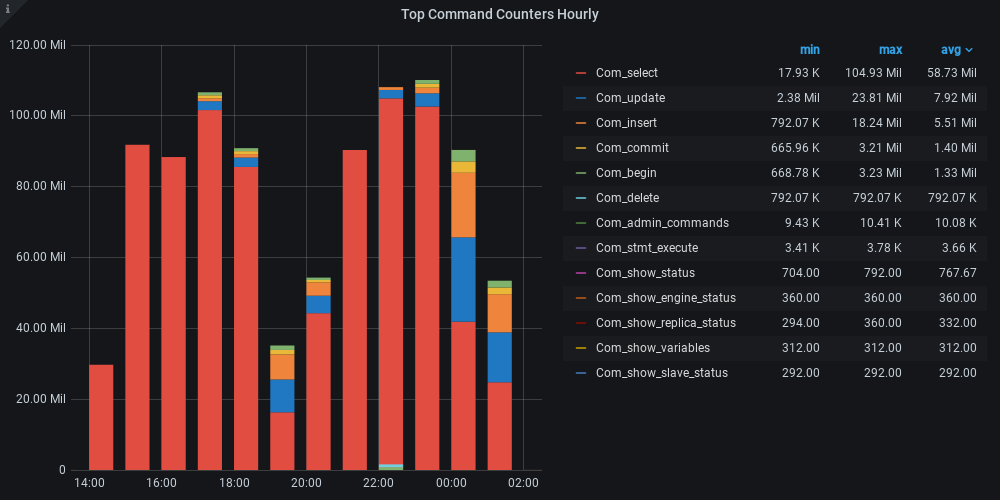 i
Top Command Counters Hourly
120.00 Mil
100.00 Mil
80.00 Mil
60.00 Mil
40.00 Mil
20.00 Mil
0
14:00 16:00 18:00 20:00 22:00 00:00 02:00
min max avg
Com_select 17.93 K 104.93 Mil 58.73 Mil
Com_update 2.38 Mil 23.81 Mil 7.92 Mil
Com_insert 792.07 K 18.24 Mil 5.51 Mil
Com_commit 665.96 K 3.21 Mil 1.40 Mil
Com_begin 668.78 K 3.23 Mil 1.33 Mil
Com_delete 792.07 K 792.07 K 792.07 K
Com_admin_commands 9.43 K 10.41 K 10.08 K
Com_stmt_execute 3.41 K 3.78 K 3.66 K
Com_show_status 704.00 792.00 767.67
Com_show_engine_status 360.00 360.00 360.00
Com_show_replica_status 294.00 360.00 332.00
Com_show_variables 312.00 312.00 312.00
Com_show_slave_status 292.00 292.00 292.00